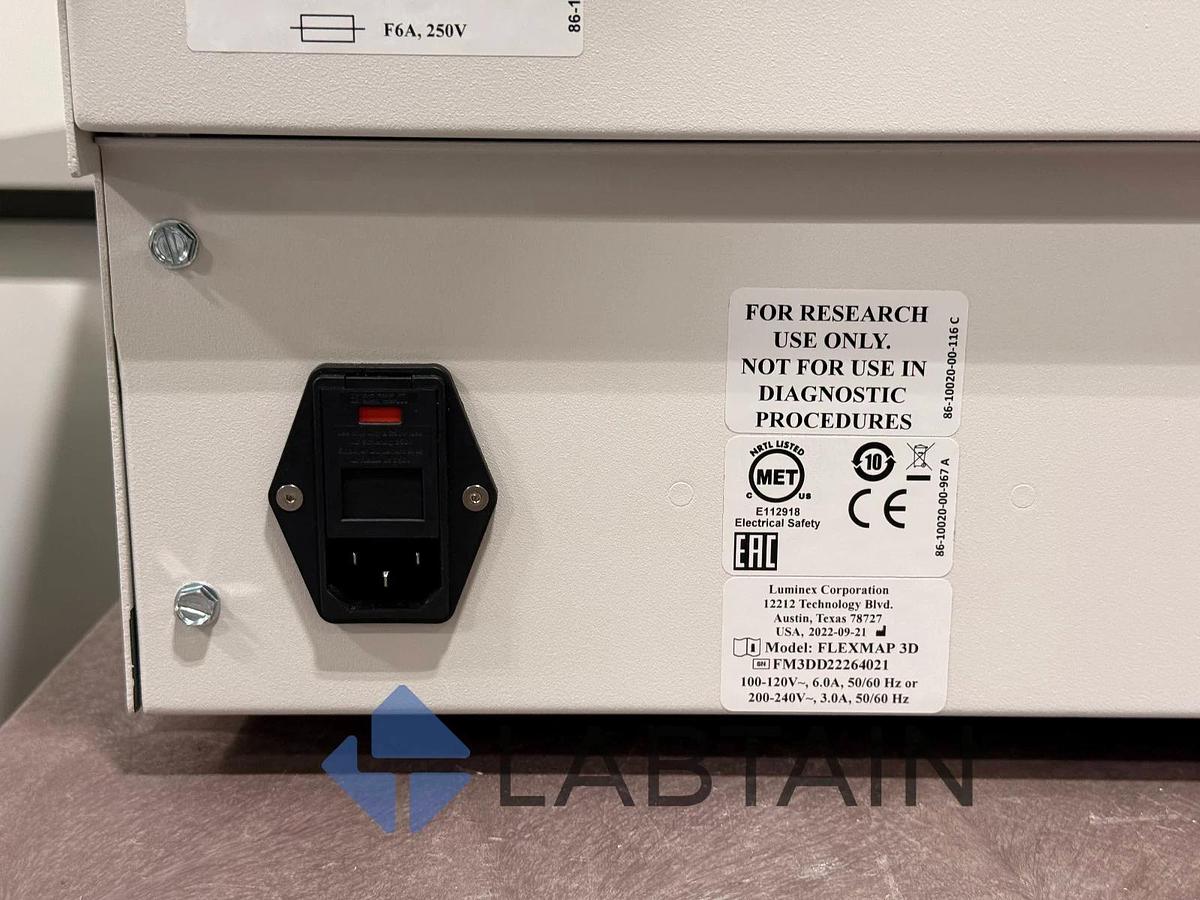 F6A, 250V
86-1
FOR RESEARCH
USE ONLY.
NOT FOR USE IN
DIAGNOSTIC
PROCEDURES
86-10020-00-116 C
NRTL LISTED
MET
C US
E112918
Electrical Safety
10
CE
EAC
86-10020-00-967 A
Luminex Corporation
12212 Technology Blvd.
Austin, Texas 78727
USA, 2022-09-21
Model: FLEXMAP 3D
SN FM3DD22264021
100-120V~, 6.0A, 50/60 Hz or
200-240V~, 3.0A, 50/60 Hz
LABTAIN